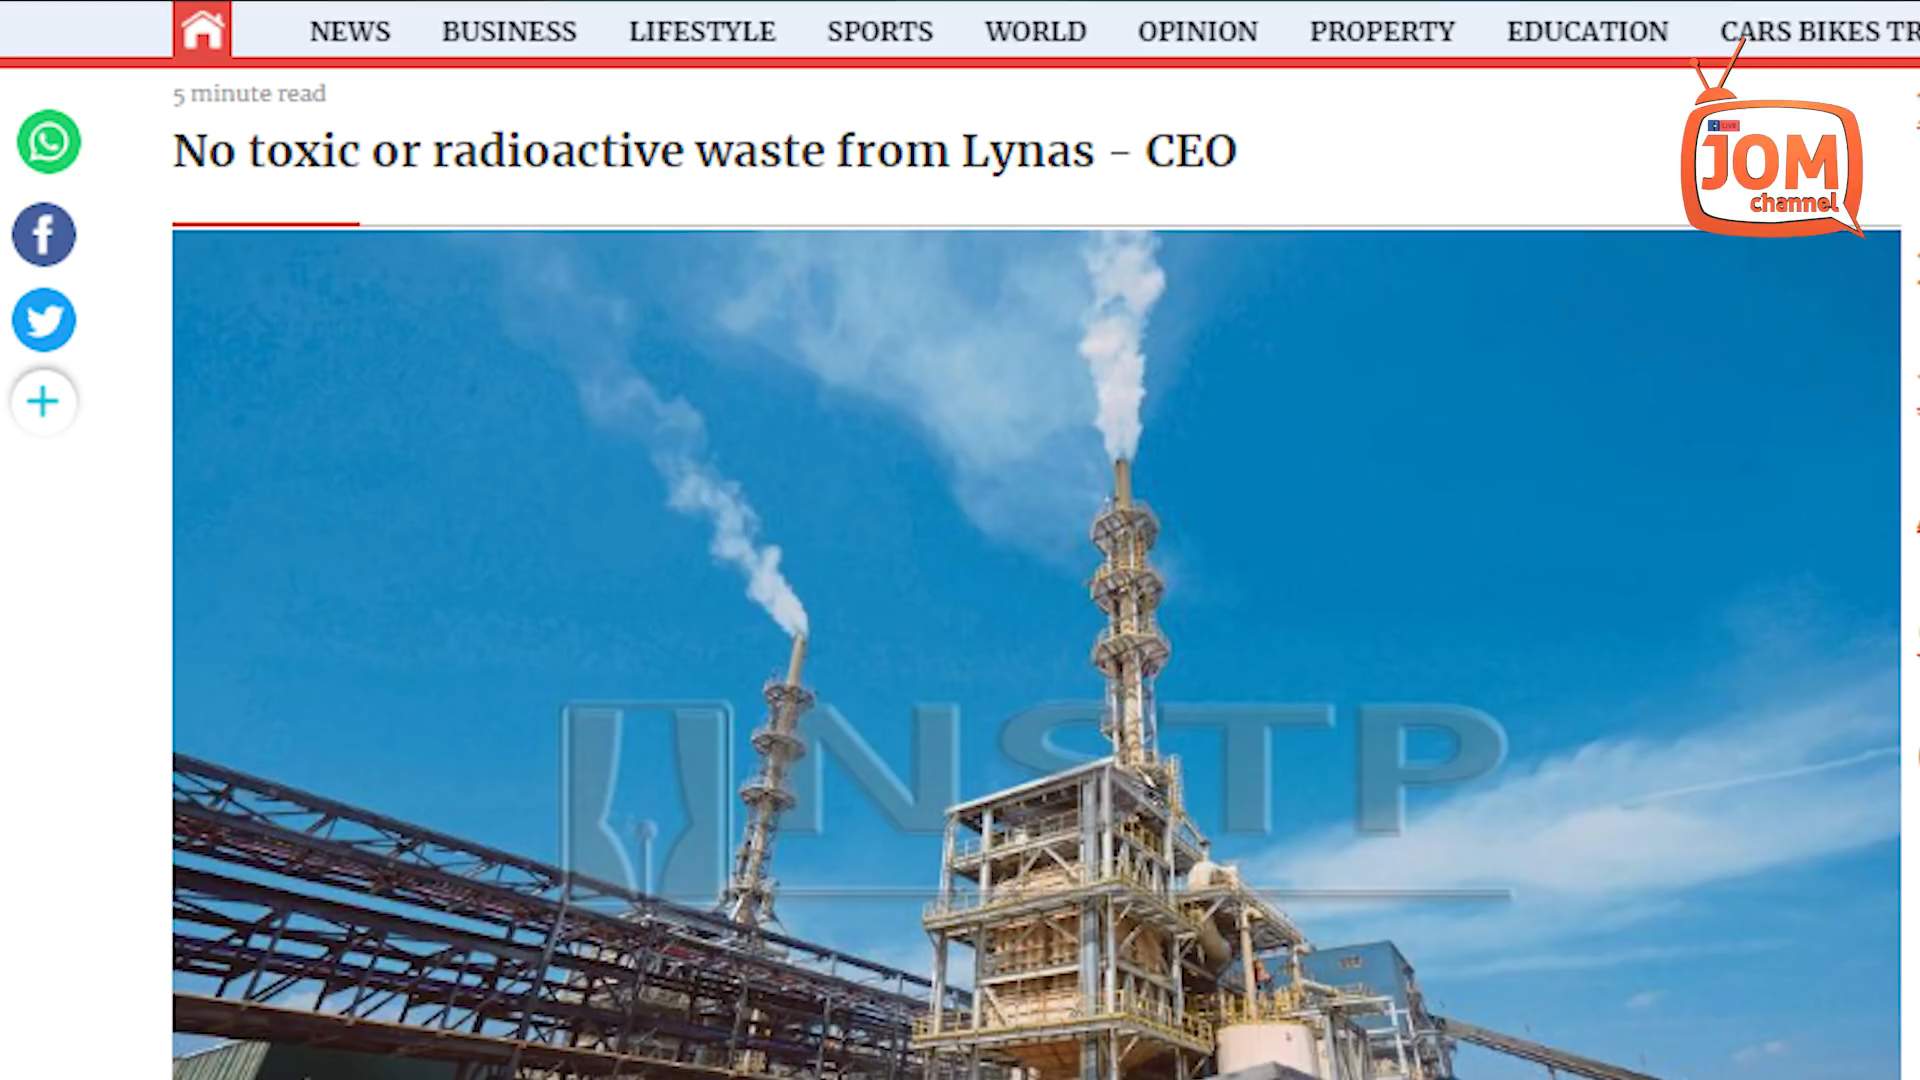 NEWS BUSINESS LIFESTYLE SPORTS WORLD OPINION PROPERTY EDUCATION CARS BIKES TR
5 minute read
No toxic or radioactive waste from Lynas - CEO
LIVE
JOM
channel
NSTP